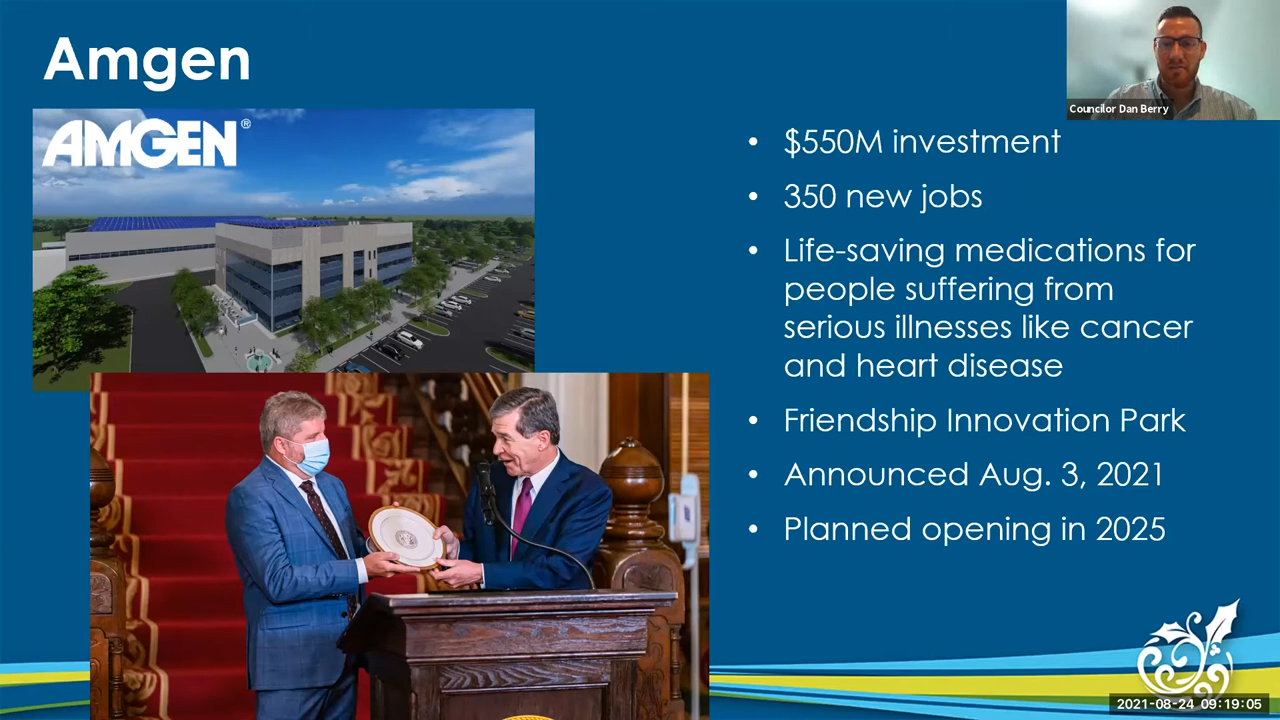 Amgen
AMGEN®
Councilor Dan Berry
• $550M investment
• 350 new jobs
• Life-saving medications for
people suffering from
serious illnesses like cancer
and heart disease
• Friendship Innovation Park
• Announced Aug. 3, 2021
• Planned opening in 2025
2021-08-24 09:19:05